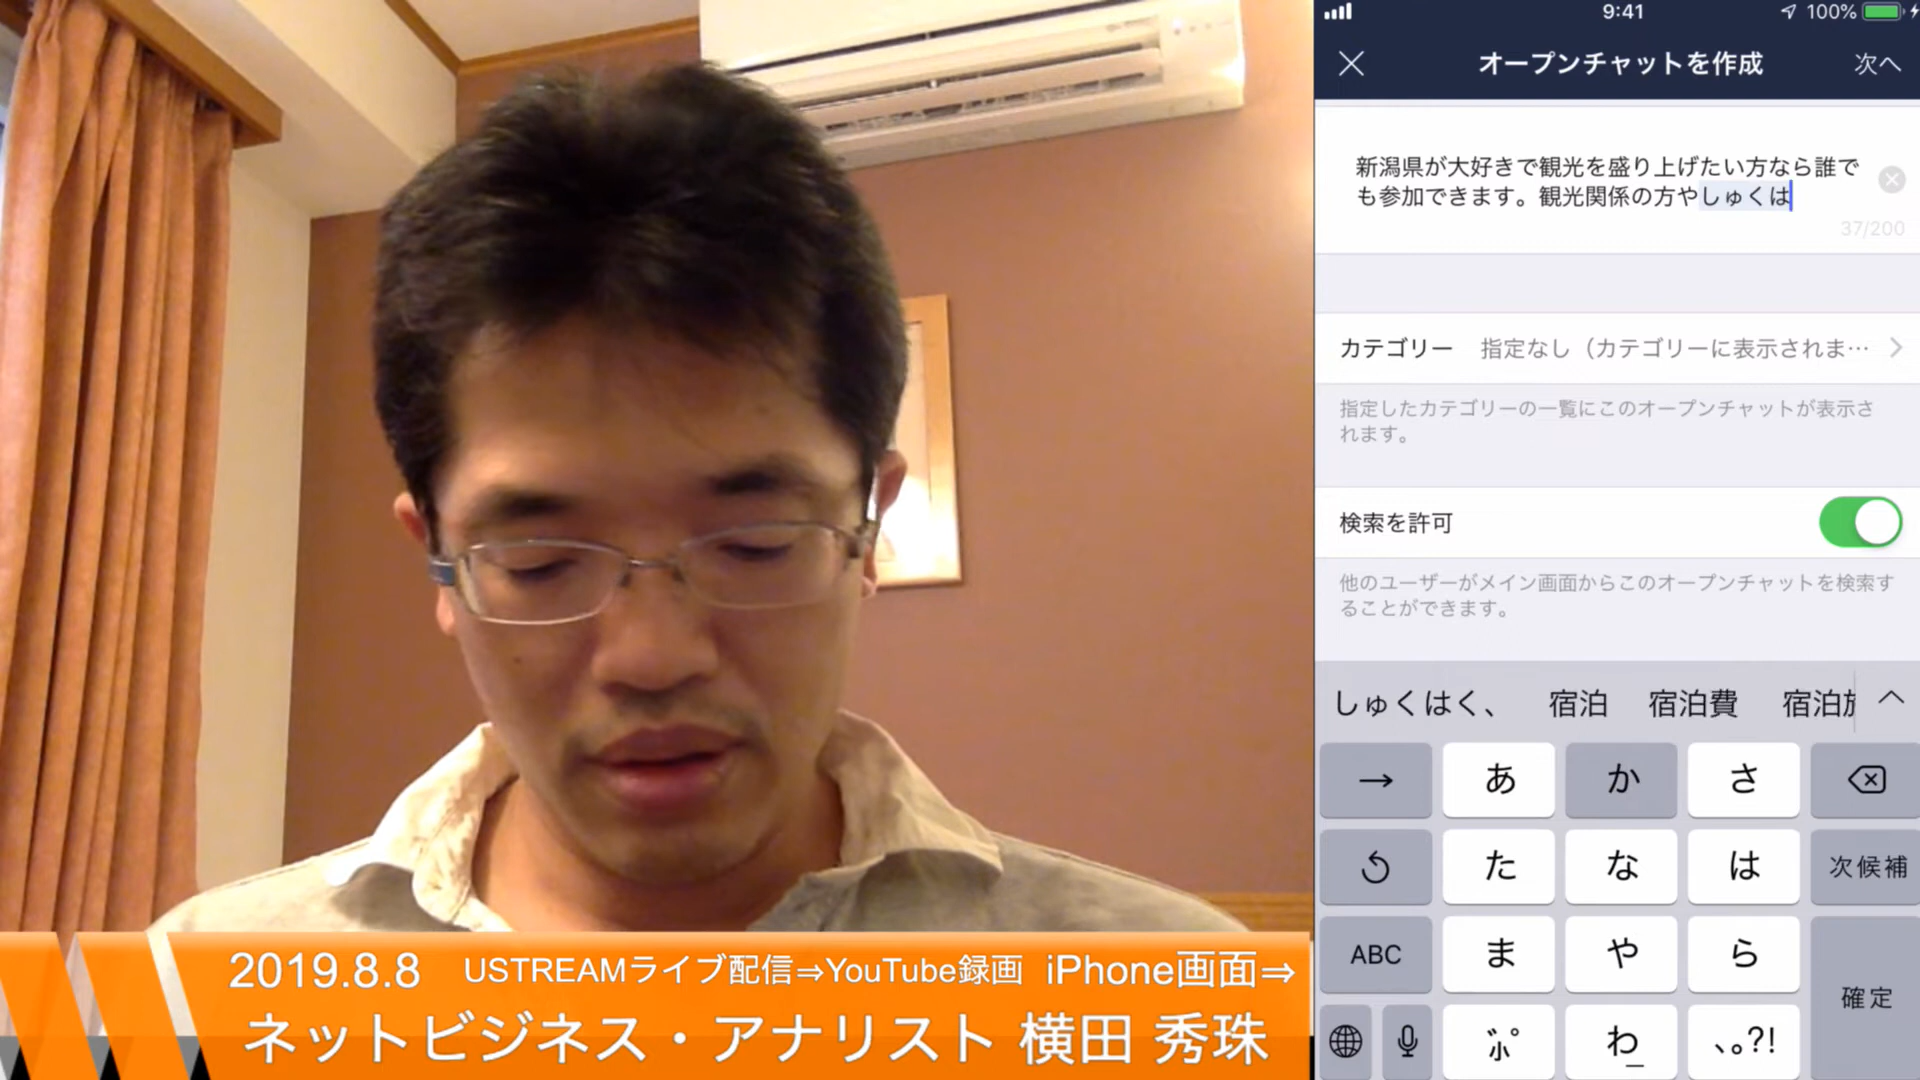 9:41
100%
オープンチャットを作成
次へ
新潟県が大好きで観光を盛り上げたい方なら誰で
も参加できます。観光関係の方やしゅくは
37/200
カテゴリー 指定なし（カテゴリーに表示されま…
指定したカテゴリーの一覧にこのオープンチャットが表示さ
れます。
検索を許可
他のユーザーがメイン画面からこのオープンチャットを検索す
ることができます。
しゅくはく、 宿泊 宿泊費 宿泊
→ あ か さ
た な は 次候補
ABC ま や ら
確定
小 わ 、。?!
2019.8.8 USTREAMライブ配信⇒YouTube録画 iPhone画面⇒
ネットビジネス・アナリスト 横田 秀珠